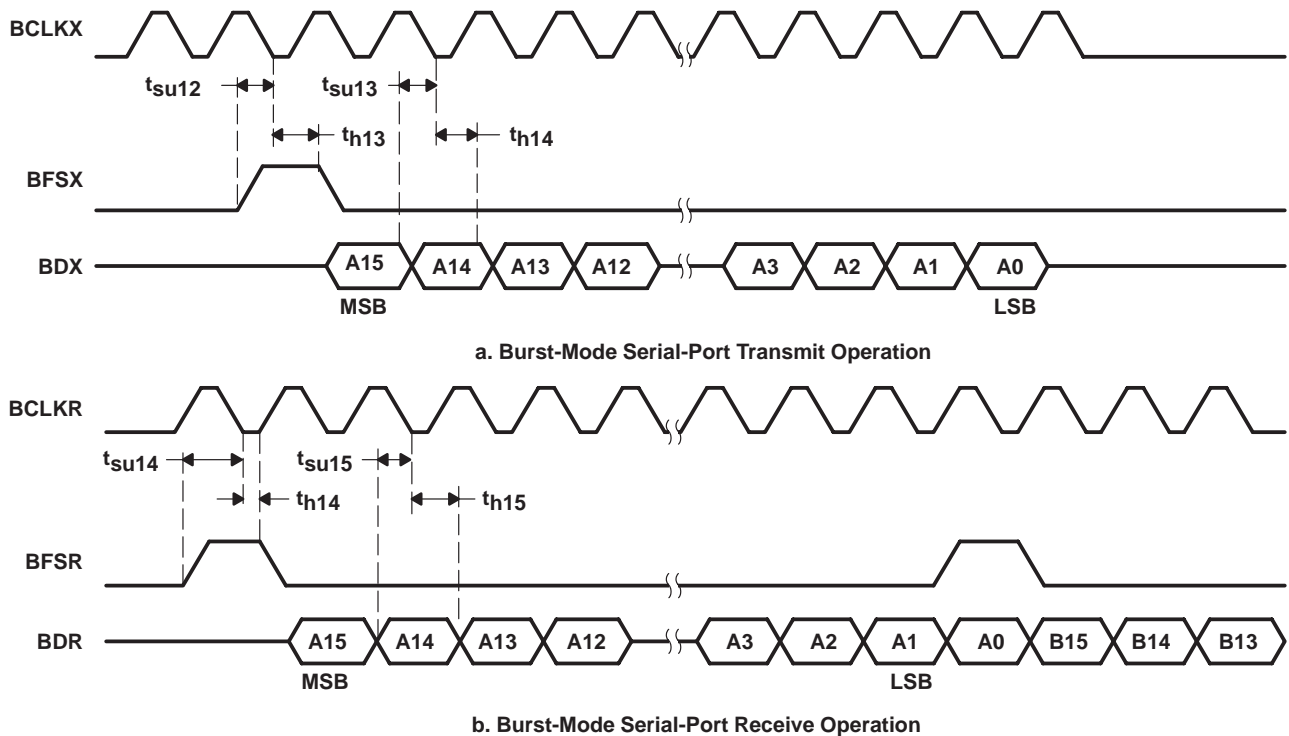 BCLKX
tsu12
tsu13
th13
th14
BFSX
BDX
A15 A14 A13 A12 A3 A2 A1 A0
MSB LSB
a. Burst-Mode Serial-Port Transmit Operation
BCLKR
tsu14
tsu15
th14
th15
BFSR
BDR
A15 A14 A13 A12 A3 A2 A1 A0 B15 B14 B13
MSB LSB
b. Burst-Mode Serial-Port Receive Operation